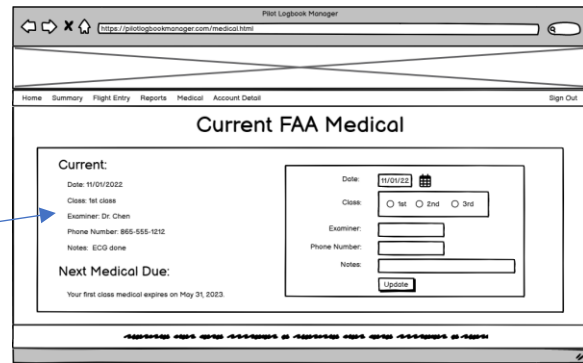 Pilot Logbook Manager
https://pilotlogbookmanager.com/medical.html
Home Summary Flight Entry Reports Medical Account Detail Sign Out
Current FAA Medical
Current:
Date: 11/01/2022
Class: 1st class
Examiner: Dr. Chen
Phone Number: 865-555-1212
Notes: ECG done
Next Medical Due:
Your first class medical expires on May 31, 2023.
Date: 11/01/22
Class: 1st 2nd 3rd
Examiner:
Phone Number:
Notes:
Update